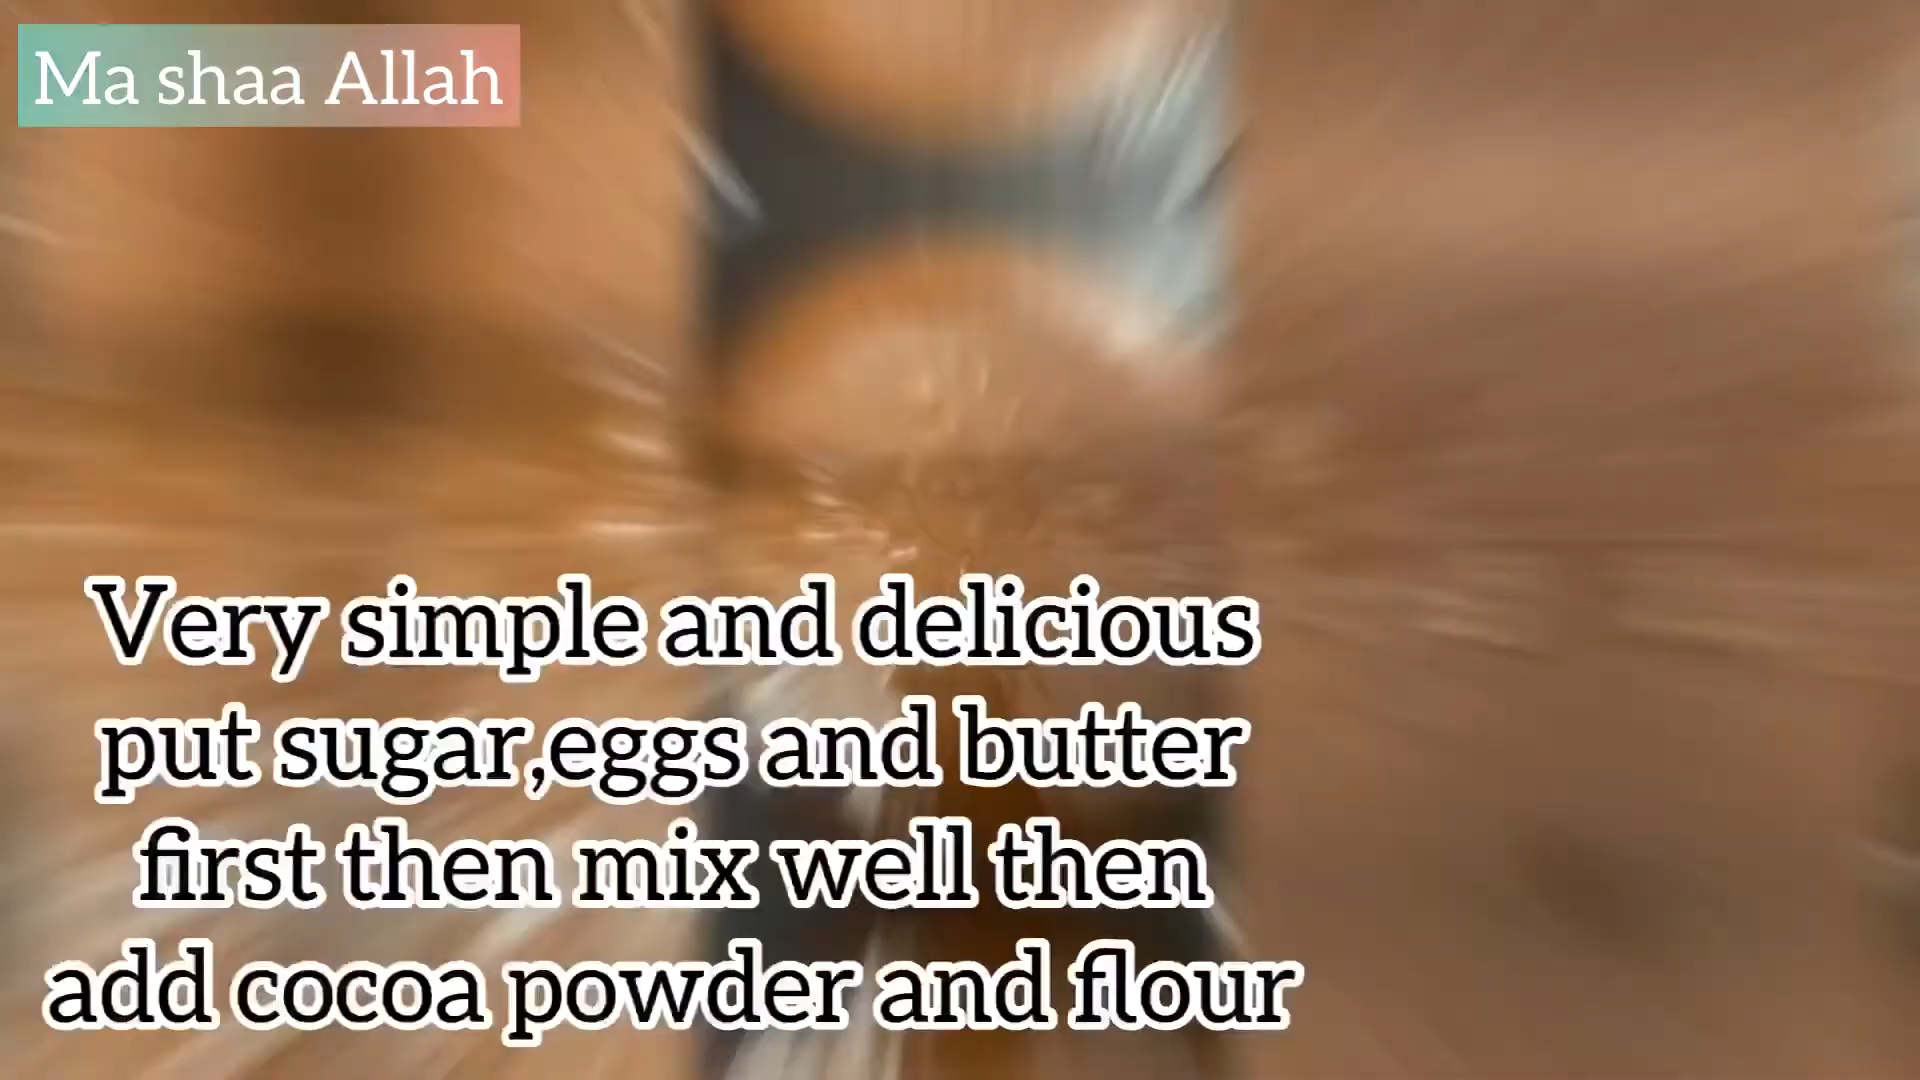 Ma shaa Allah
Very simple and delicious
put sugar,eggs and butter
first then mix well then
add cocoa powder and flour